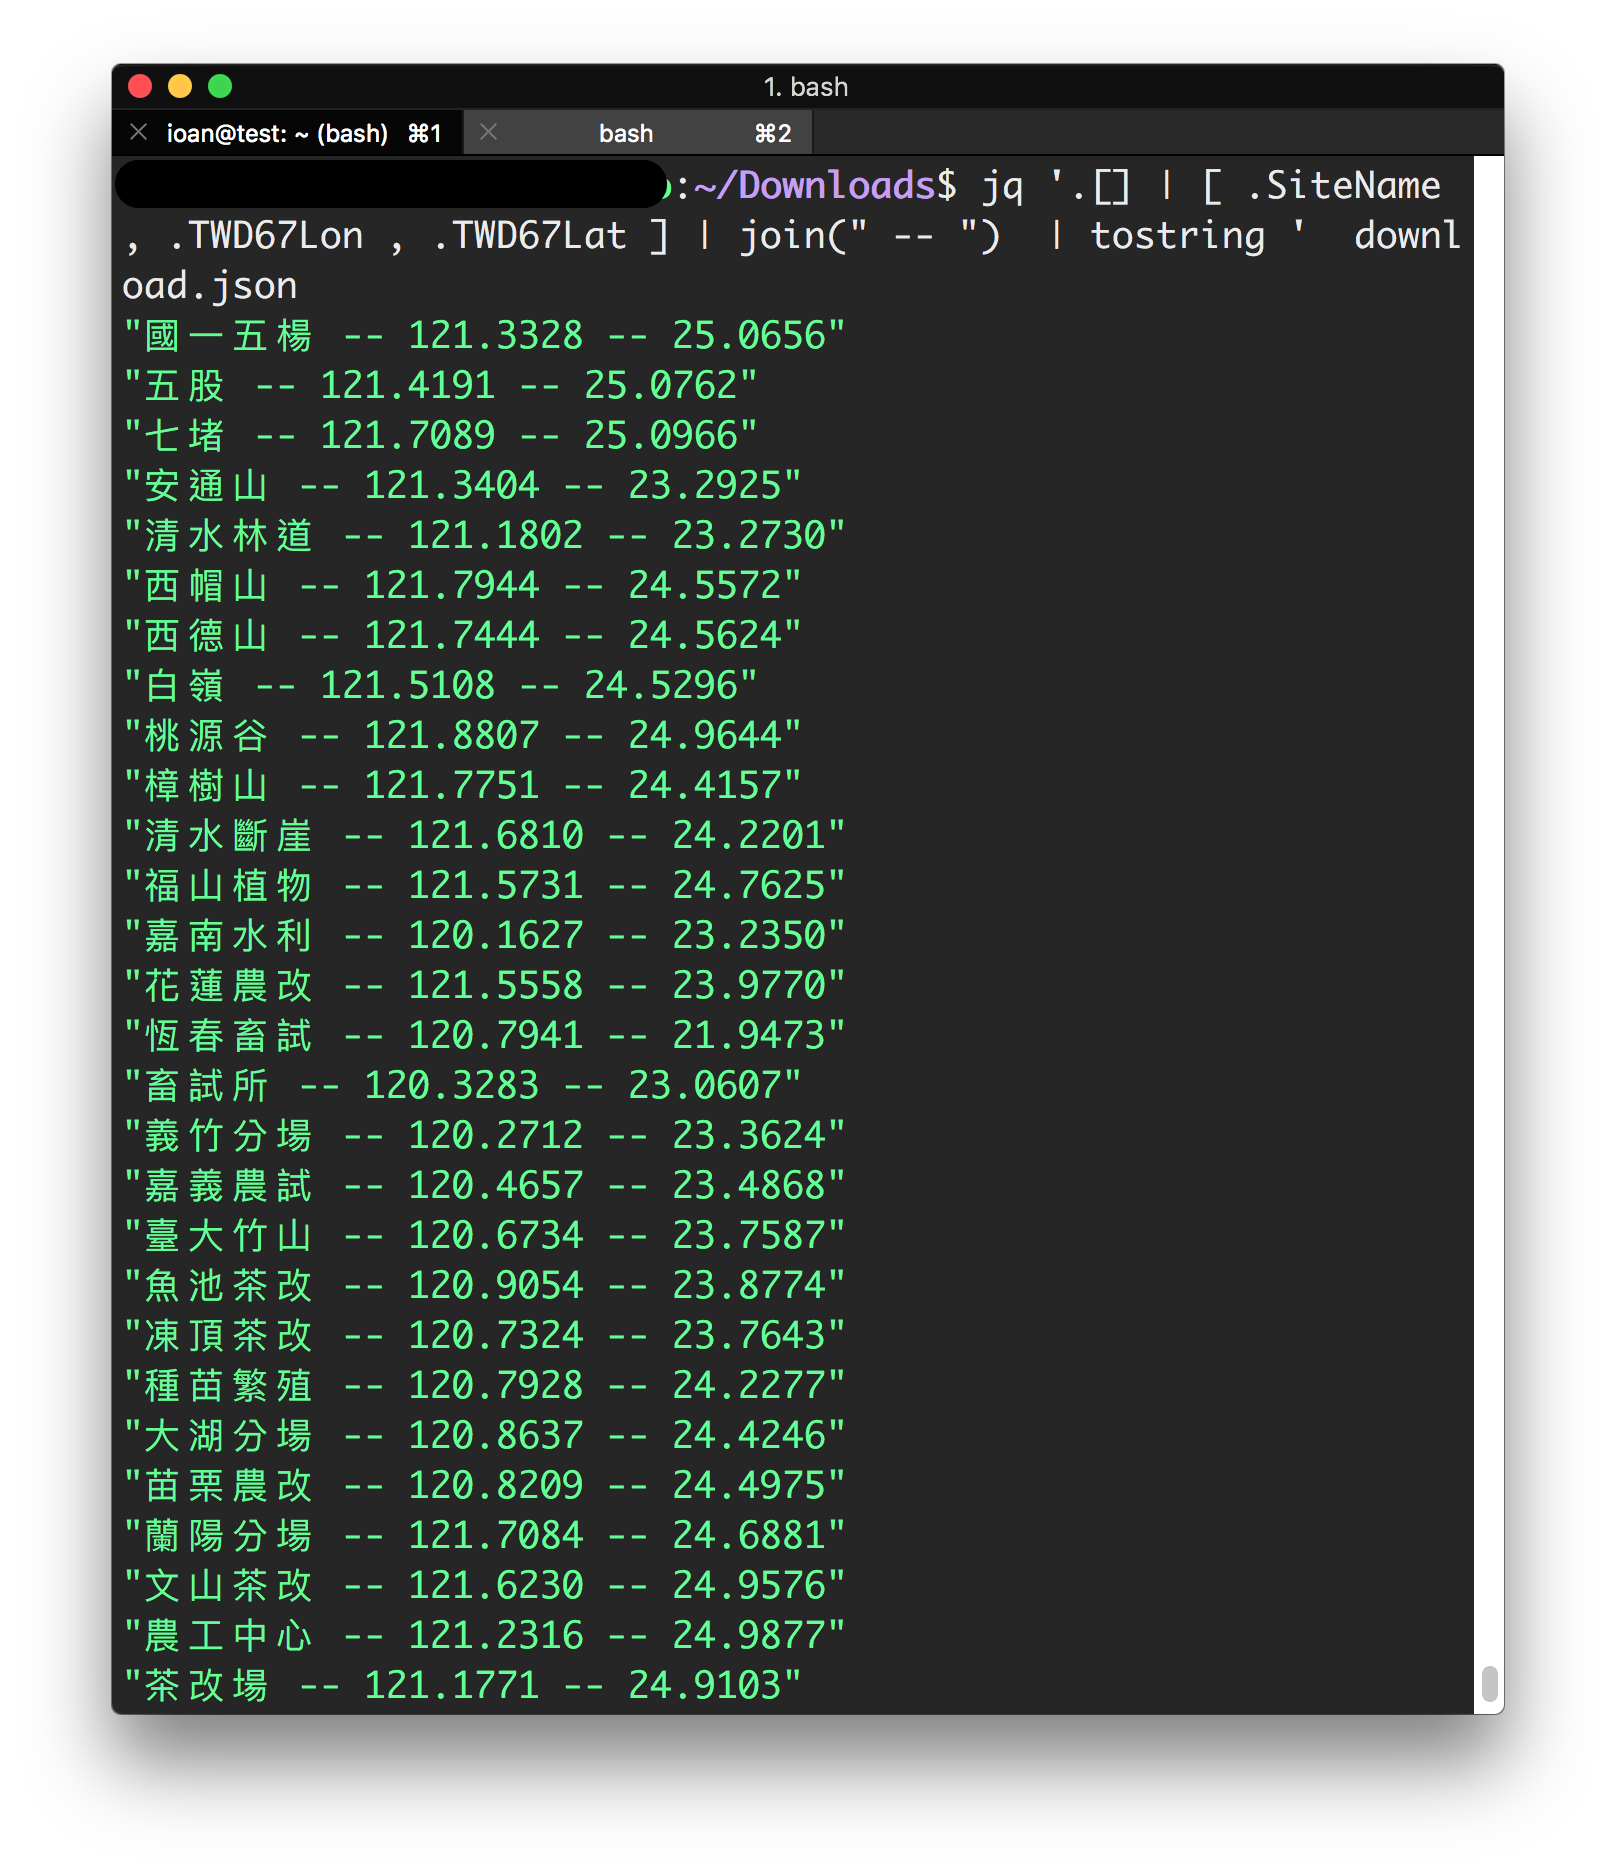 1. bash
ioan@test: ~ (bash) ⌘1 bash ⌘2
:~/Downloads$ jq '.[] | [ .SiteName
, .TWD67Lon , .TWD67Lat ] | join(" -- ")  | tostring '  downl
oad.json
"國一五楊 -- 121.3328 -- 25.0656"
"五股 -- 121.4191 -- 25.0762"
"七堵 -- 121.7089 -- 25.0966"
"安通山 -- 121.3404 -- 23.2925"
"清水林道 -- 121.1802 -- 23.2730"
"西帽山 -- 121.7944 -- 24.5572"
"西德山 -- 121.7444 -- 24.5624"
"白嶺 -- 121.5108 -- 24.5296"
"桃源谷 -- 121.8807 -- 24.9644"
"樟樹山 -- 121.7751 -- 24.4157"
"清水斷崖 -- 121.6810 -- 24.2201"
"福山植物 -- 121.5731 -- 24.7625"
"嘉南水利 -- 120.1627 -- 23.2350"
"花蓮農改 -- 121.5558 -- 23.9770"
"恆春畜試 -- 120.7941 -- 21.9473"
"畜試所 -- 120.3283 -- 23.0607"
"義竹分場 -- 120.2712 -- 23.3624"
"嘉義農試 -- 120.4657 -- 23.4868"
"臺大竹山 -- 120.6734 -- 23.7587"
"魚池茶改 -- 120.9054 -- 23.8774"
"凍頂茶改 -- 120.7324 -- 23.7643"
"種苗繁殖 -- 120.7928 -- 24.2277"
"大湖分場 -- 120.8637 -- 24.4246"
"苗栗農改 -- 120.8209 -- 24.4975"
"蘭陽分場 -- 121.7084 -- 24.6881"
"文山茶改 -- 121.6230 -- 24.9576"
"農工中心 -- 121.2316 -- 24.9877"
"茶改場 -- 121.1771 -- 24.9103"